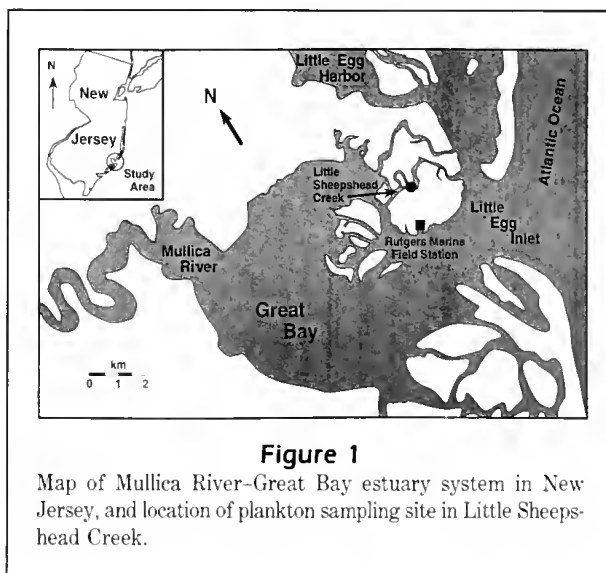 N
New
Jersey
Study
Area
N
Little Egg
Harbor
Atlantic Ocean
Little
Sheepshead
Creek
Little
Egg
Inlet
Rutgers Marine
Field Station
Mullica
River
Great
Bay
km
0 1 2
Figure 1
Map of Mullica River–Great Bay estuary system in New
Jersey, and location of plankton sampling site in Little Sheeps-
head Creek.